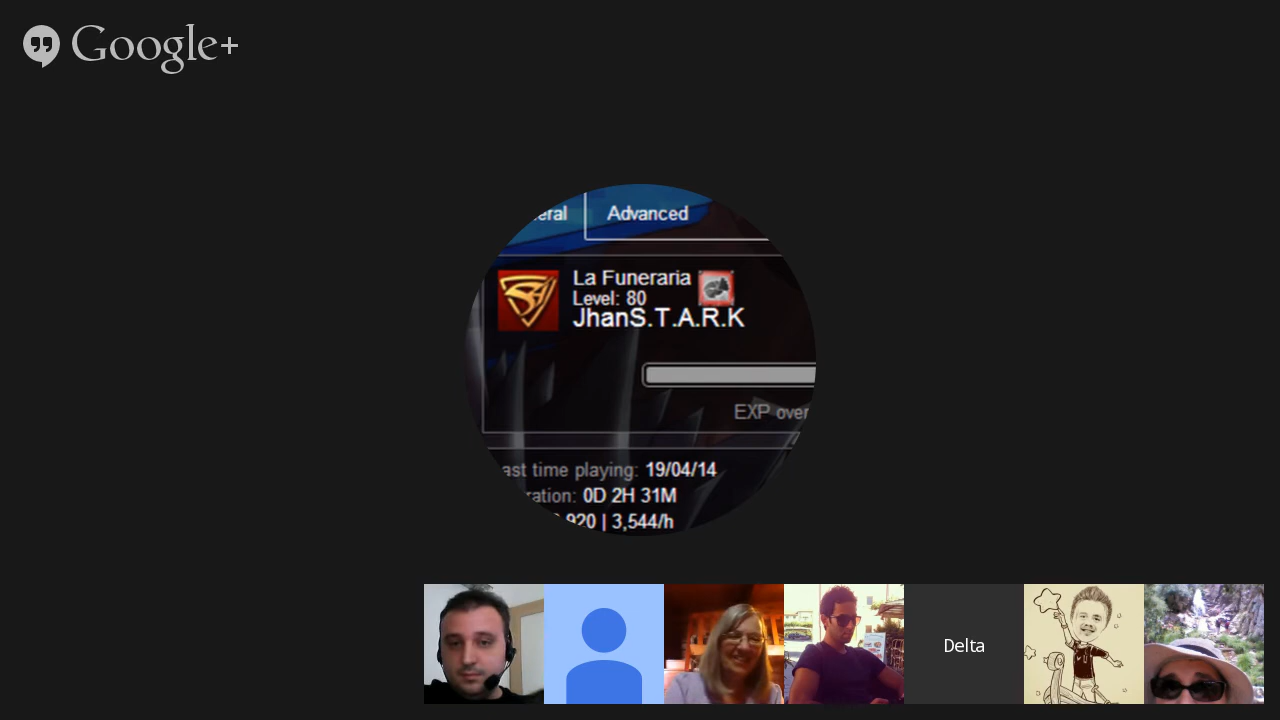 Google+
Advanced
La Funeraria
Level: 80
JhanS.T.A.R.K
EXP over
ast time playing: 19/04/14
ration: 0D 2H 31M
920 | 3,544/h
Delta